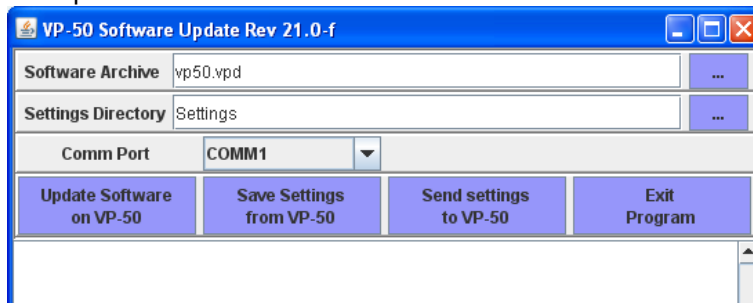 VP-50 Software Update Rev 21.0-f
Software Archive vp50.vpd ...
Settings Directory Settings ...
Comm Port COMM1
Update Software Save Settings Send settings Exit
on VP-50 from VP-50 to VP-50 Program